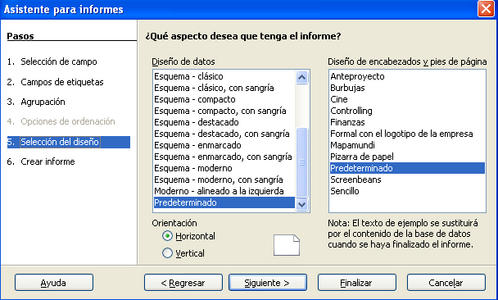 Asistente para informes
Pasos
1. Selección de campo
2. Campos de etiquetas
3. Agrupación
4. Opciones de ordenación
5. Selección del diseño
6. Crear informe
¿Qué aspecto desea que tenga el informe?
Diseño de datos
Esquema - clásico
Esquema - clásico, con sangría
Esquema - compacto
Esquema - compacto, con sangría
Esquema - destacado
Esquema - destacado, con sangría
Esquema - enmarcado
Esquema - enmarcado, con sangría
Esquema - moderno
Esquema - moderno, con sangría
Moderno - alineado a la izquierda
Predeterminado
Diseño de encabezados y pies de página
Anteproyecto
Burbujas
Cine
Controlling
Finanzas
Formal con el logotipo de la empresa
Mapamundi
Pizarra de papel
Predeterminado
Screenbeans
Sencillo
Orientación
Horizontal
Vertical
Nota: El texto de ejemplo se sustituirá
por el contenido de la base de datos
cuando se haya finalizado el informe.
Ayuda
< Regresar
Siguiente >
Finalizar
Cancelar